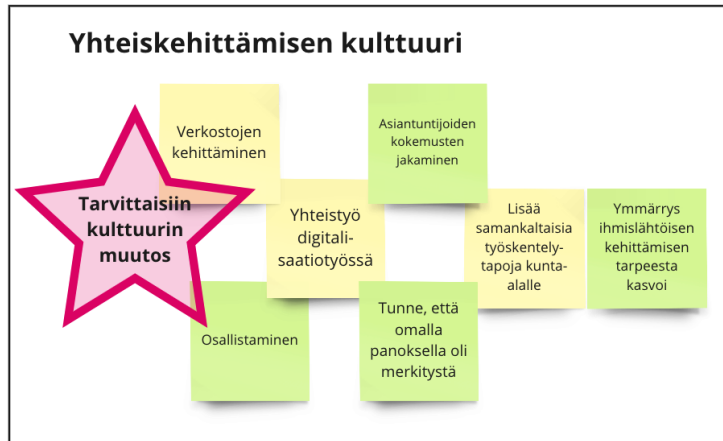 Yhteiskehittämisen kulttuuri
Verkostojen
kehittäminen
Asiantuntijoiden
kokemusten
jakaminen
Tarvittaisiin
kulttuurin
muutos
Yhteistyö
digitali-
saatiotyössä
Lisää
samankaltaisia
työskentely-
tapoja kunta-
alalle
Ymmärrys
ihmislähtöisen
kehittämisen
tarpeesta
kasvoi
Osallistaminen
Tunne, että
omalla
panoksella oli
merkitystä